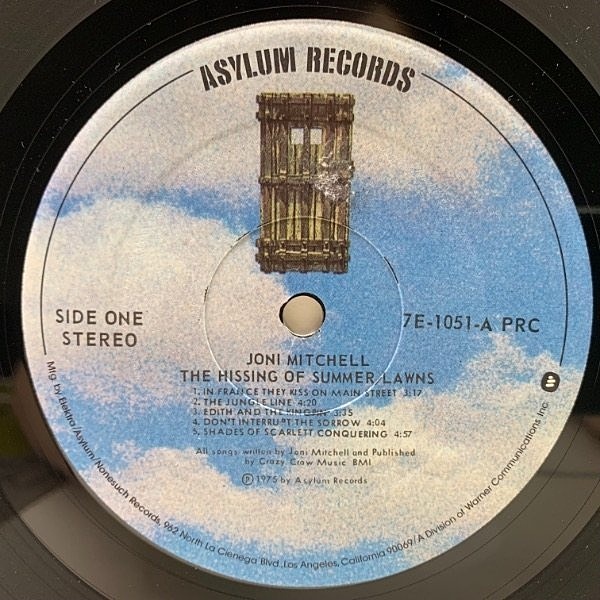 ASYLUM RECORDS
SIDE ONE
STEREO
7E-1051-A PRC
JONI MITCHELL
THE HISSING OF SUMMER LAWNS
1. IN FRANCE THEY KISS ON MAIN STREET 3:17
2. THE JUNGLE LINE 4:20
3. EDITH AND THE KINGPIN 3:35
4. DON'T INTERRUPT THE SORROW 4:04
5. SHADES OF SCARLETT CONQUERING 4:57
All songs written by Joni Mitchell and Published
by Crazy Crow Music BMI
Ⓟ 1975 by Asylum Records
Mfg. by Elektra/Asylum/Nonesuch Records, 962 North La Cienega Blvd., Los Angeles, California 90069/A Division of Warner Communications Inc.